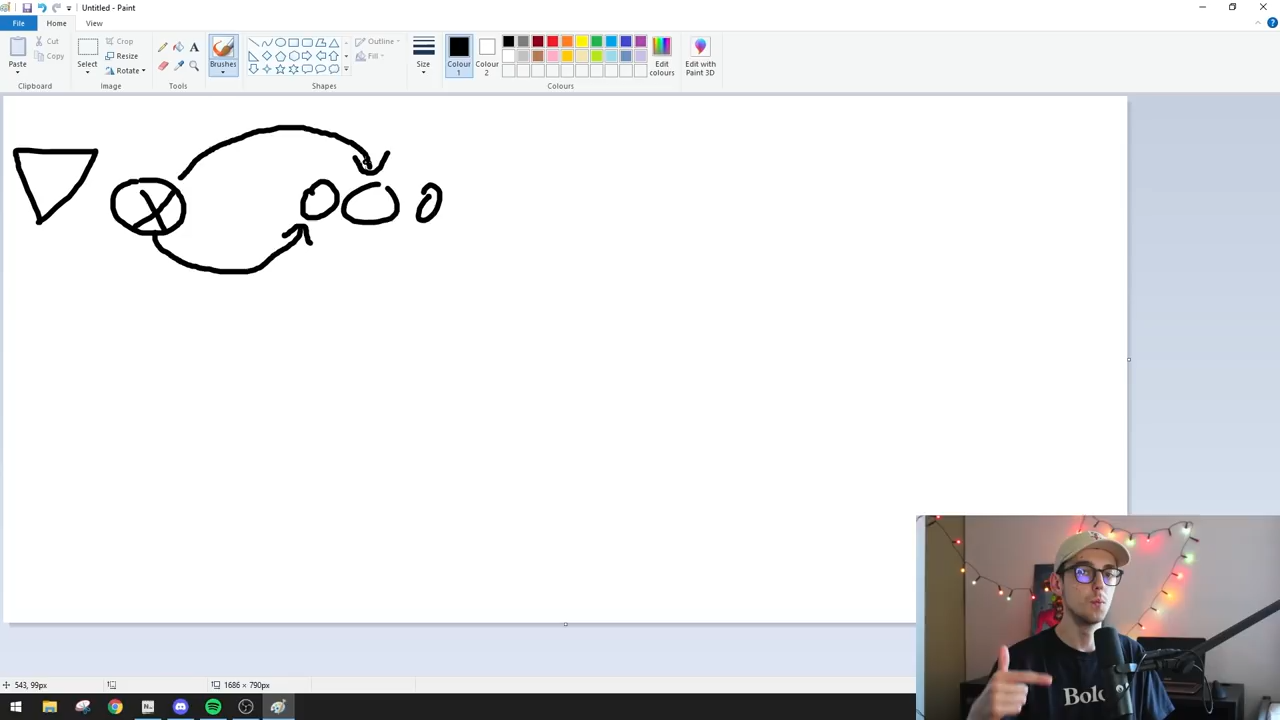 Untitled - Paint
File
Home
View
Paste
Cut
Copy
Clipboard
Select
Crop
Resize
Rotate
Image
A
Tools
Brushes
Outline
Fill
Shapes
Size
Colour 1
Colour 2
Edit colours
Edit with Paint 3D
Colours
543, 99px
1686 × 790px